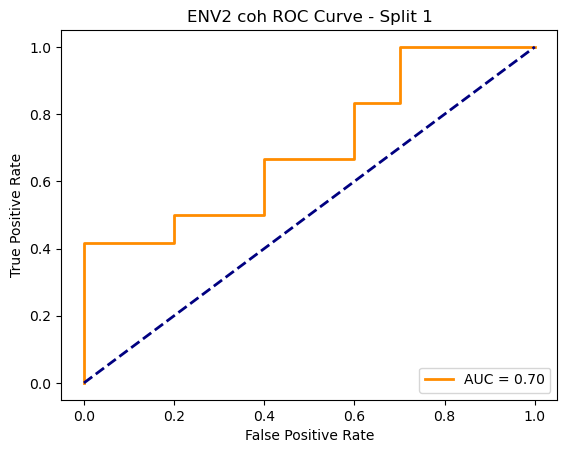 ENV2 coh ROC Curve - Split 1
True Positive Rate
1.0
0.8
0.6
0.4
0.2
0.0
AUC = 0.70
0.0 0.2 0.4 0.6 0.8 1.0
False Positive Rate